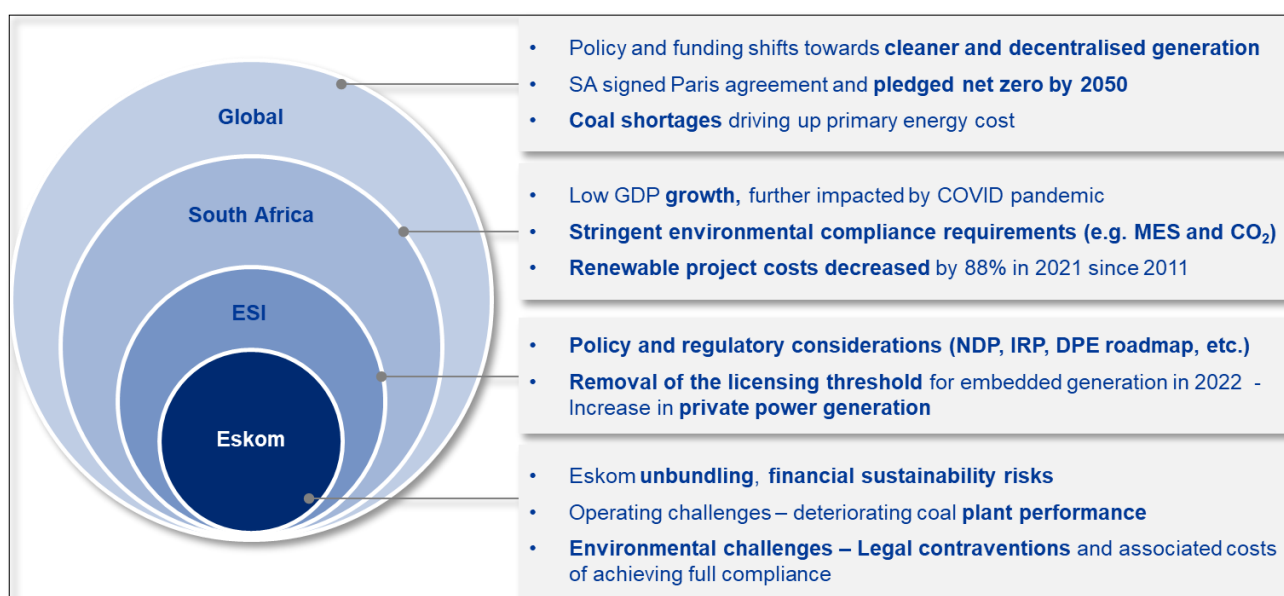 Global
South Africa
ESI
Eskom
• Policy and funding shifts towards cleaner and decentralised generation
• SA signed Paris agreement and pledged net zero by 2050
• Coal shortages driving up primary energy cost
• Low GDP growth, further impacted by COVID pandemic
• Stringent environmental compliance requirements (e.g. MES and CO₂)
• Renewable project costs decreased by 88% in 2021 since 2011
• Policy and regulatory considerations (NDP, IRP, DPE roadmap, etc.)
• Removal of the licensing threshold for embedded generation in 2022 -
Increase in private power generation
• Eskom unbundling, financial sustainability risks
• Operating challenges – deteriorating coal plant performance
• Environmental challenges – Legal contraventions and associated costs
of achieving full compliance